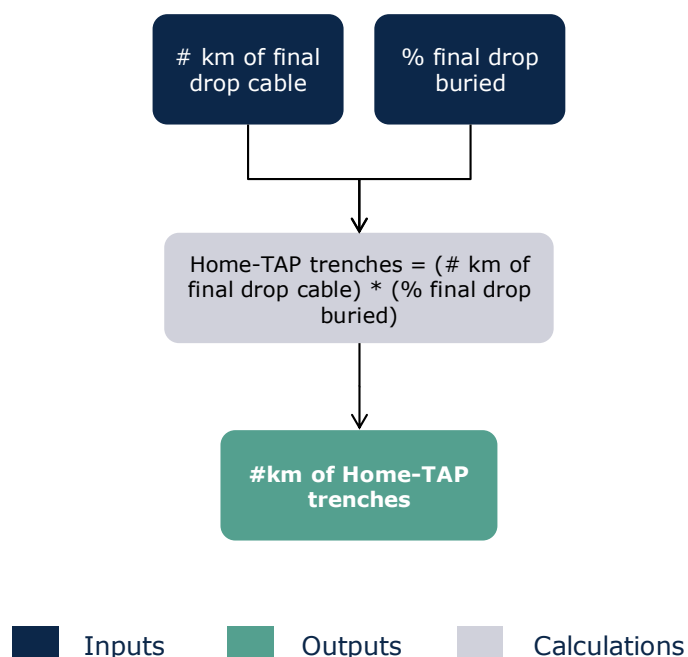 # km of final
drop cable
% final drop
buried
Home-TAP trenches = (# km of
final drop cable) * (% final drop
buried)
#km of Home-TAP
trenches
Inputs
Outputs
Calculations